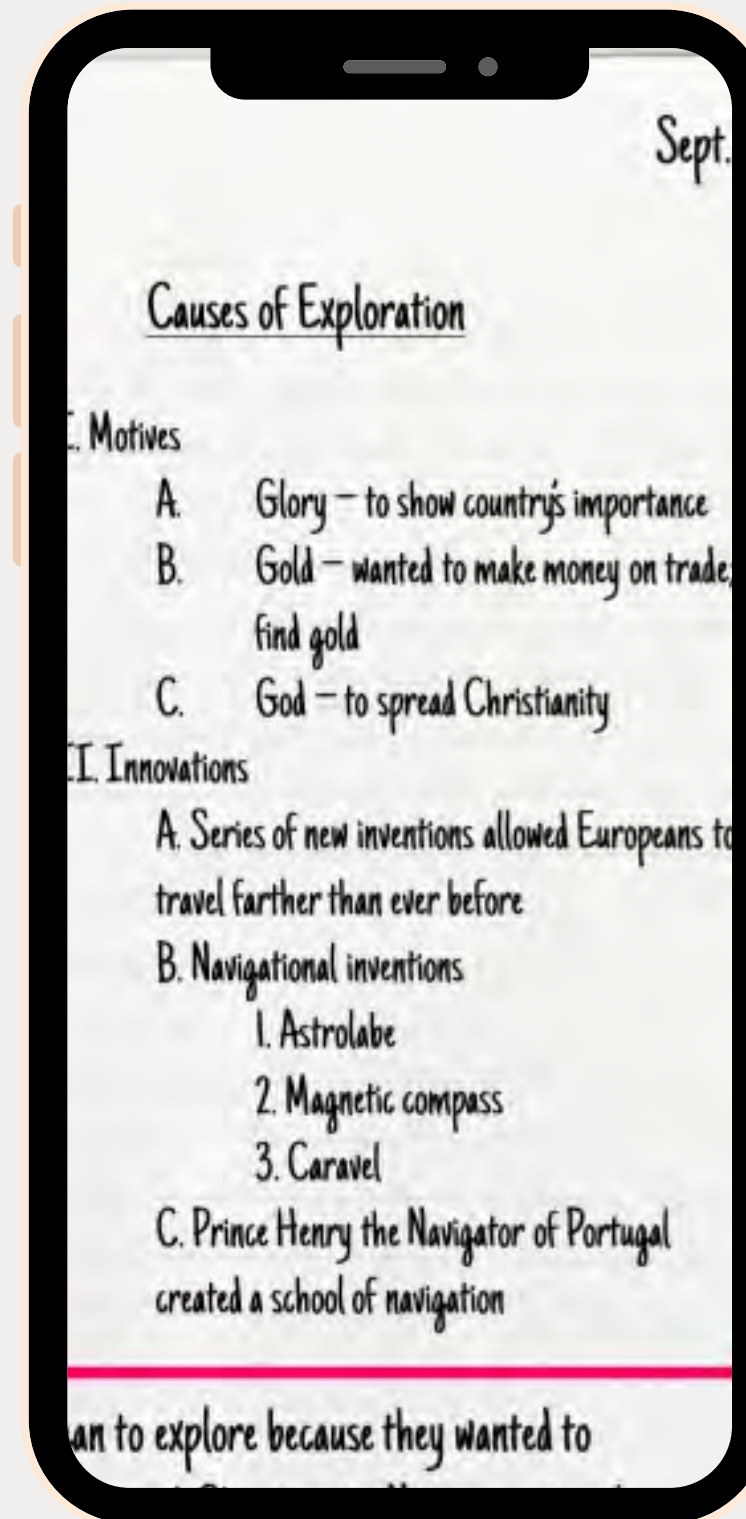 Sept.
Causes of Exploration
I. Motives
A. Glory – to show country's importance
B. Gold – wanted to make money on trade;
find gold
C. God – to spread Christianity
II. Innovations
A. Series of new inventions allowed Europeans to
travel farther than ever before
B. Navigational inventions
1. Astrolabe
2. Magnetic compass
3. Caravel
C. Prince Henry the Navigator of Portugal
created a school of navigation
to explore because they wanted to